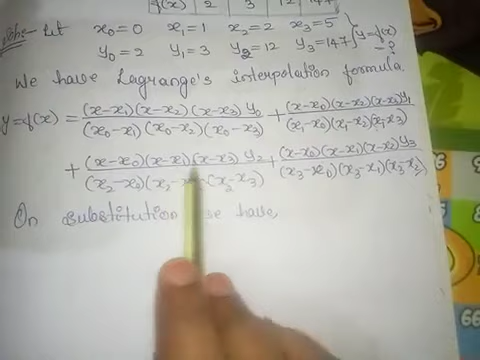 f(x) 2 3 12 147
Let x₀=0 x₁=1 x₂=2 x₃=5 } y=f(x)
y₀=2 y₁=3 y₂=12 y₃=147 = ?
We have Lagrange's interpolation formula.
y=f(x) = (x-x₁)(x-x₂)(x-x₃) y₀ / (x₀-x₁)(x₀-x₂)(x₀-x₃) + (x-x₀)(x-x₂)(x-x₃) y₁ / (x₁-x₀)(x₁-x₂)(x₁-x₃)
+ (x-x₀)(x-x₁)(x-x₃) y₂ / (x₂-x₀)(x₂-x₁)(x₂-x₃) + (x-x₀)(x-x₁)(x-x₂) y₃ / (x₃-x₀)(x₃-x₁)(x₃-x₂)
On substitution we have
66